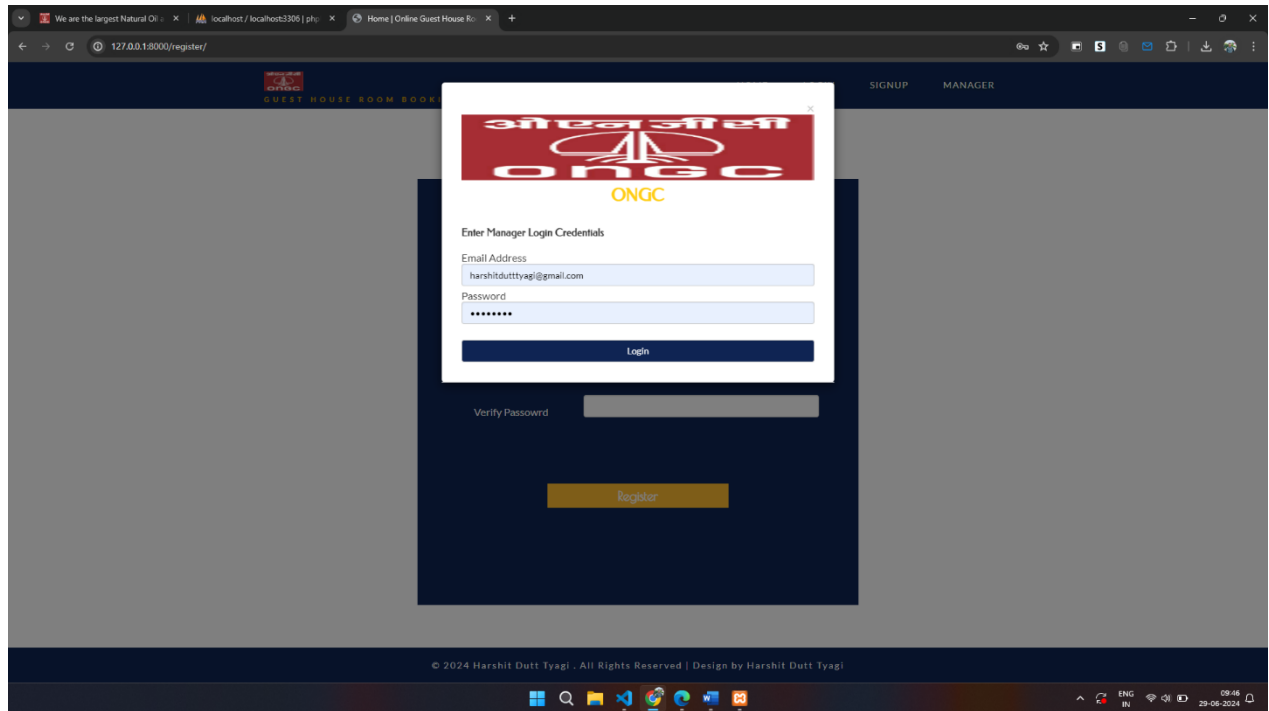 We are the largest Natural Oil a
localhost / localhost:3306 | php
Home | Online Guest House Ro
127.0.0.1:8000/register/
ongc
GUEST HOUSE ROOM BOOKI
SIGNUP
MANAGER
×
ओएनजीसी
ongc
ONGC
Enter Manager Login Credentials
Email Address
harshitdutttyagi@gmail.com
Password
••••••••
Login
Verify Passowrd
Register
© 2024 Harshit Dutt Tyagi . All Rights Reserved | Design by Harshit Dutt Tyagi
ENG
IN
09:46
29-06-2024